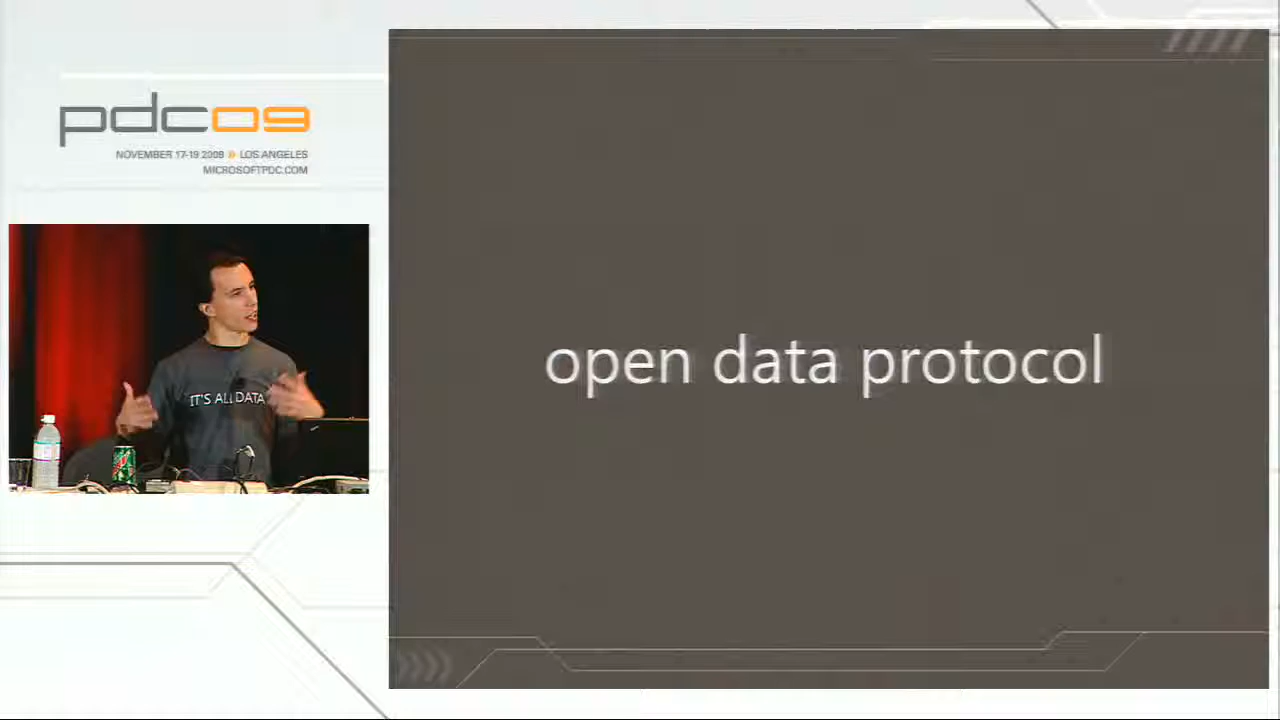 pdc09
NOVEMBER 17-19 2009 » LOS ANGELES
MICROSOFTPDC.COM
IT'S ALL DATA
open data protocol